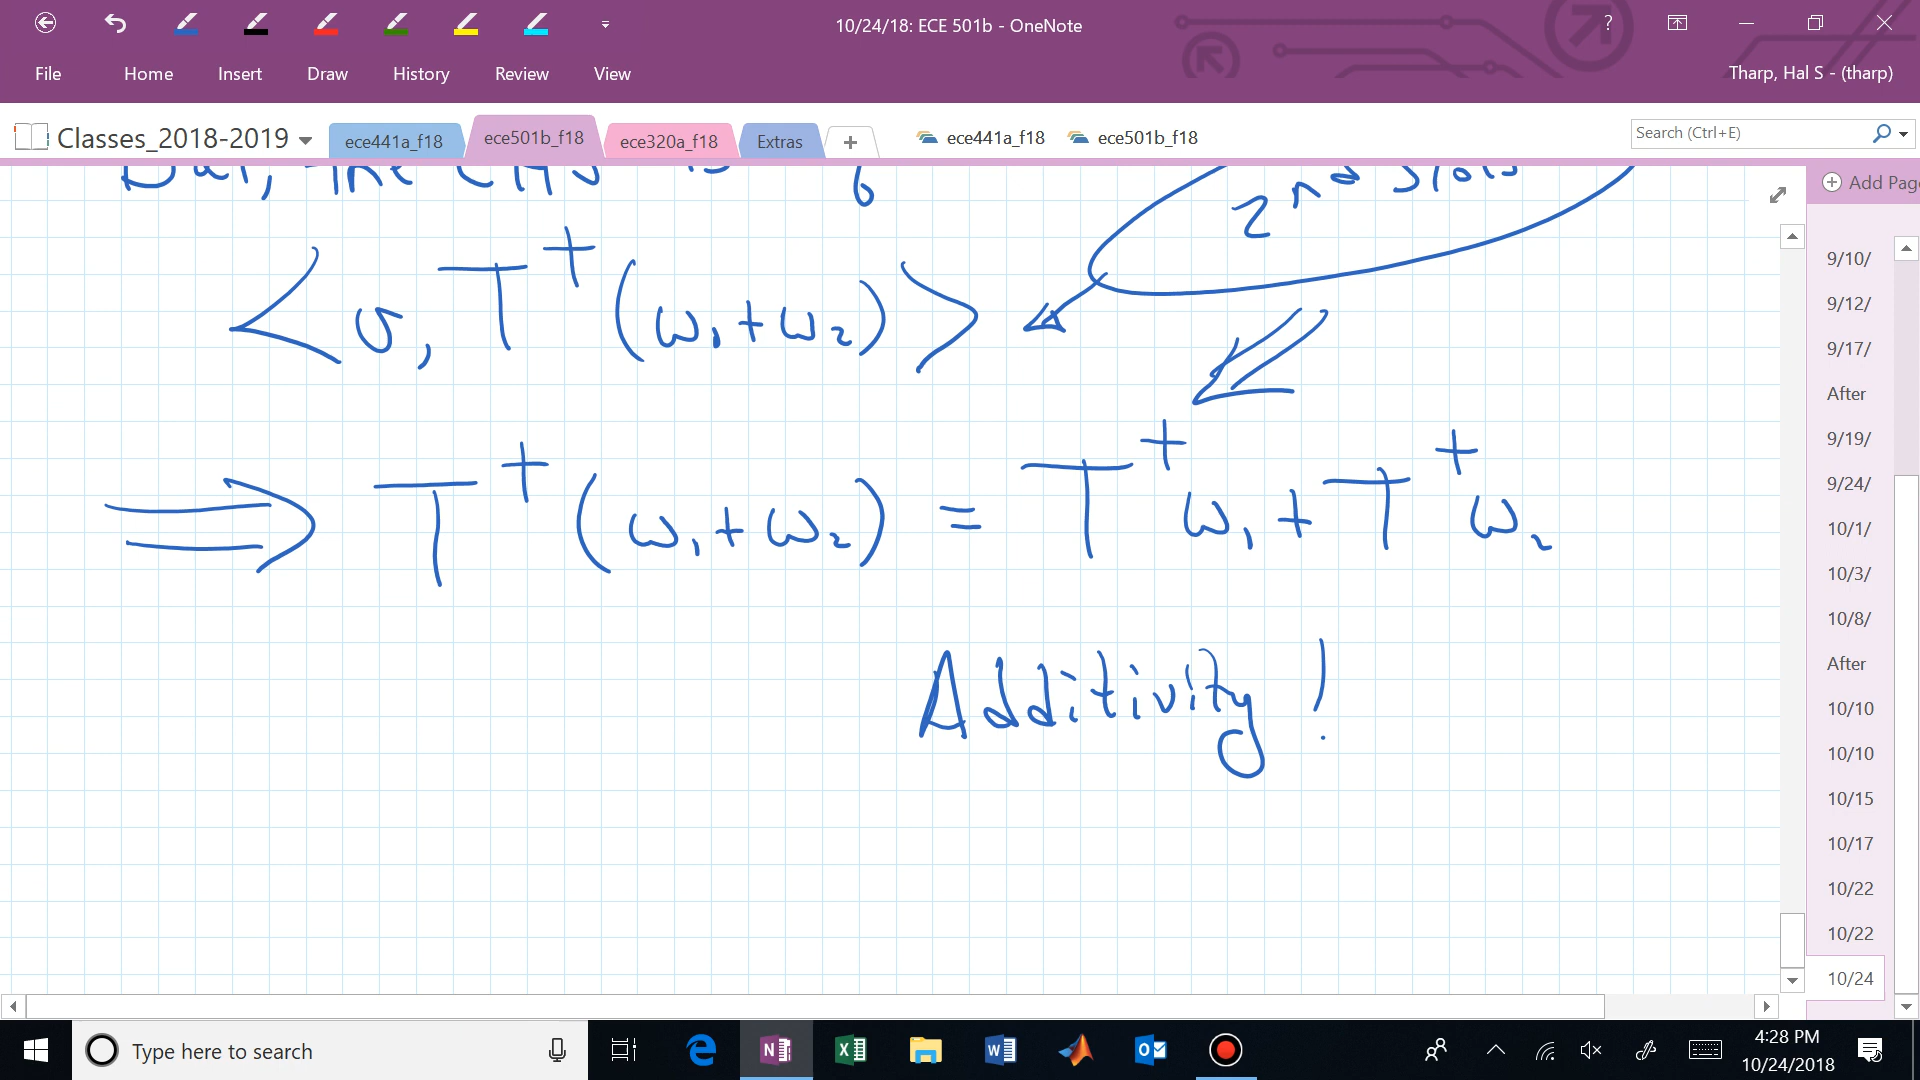 10/24/18: ECE 501b - OneNote
?
File Home Insert Draw History Review View
Tharp, Hal S - (tharp)
Classes_2018-2019
ece441a_f18
ece501b_f18
ece320a_f18
Extras
ece441a_f18
ece501b_f18
Search (Ctrl+E)
Add Page
2nd slots
< v, T⁺ (w₁ + w₂) >
⇒ T⁺ (w₁ + w₂) = T⁺ w₁ + T⁺ w₂
Additivity!
9/10/
9/12/
9/17/
After
9/19/
9/24/
10/1/
10/3/
10/8/
After
10/10
10/10
10/15
10/17
10/22
10/22
10/24
Type here to search
4:28 PM
10/24/2018